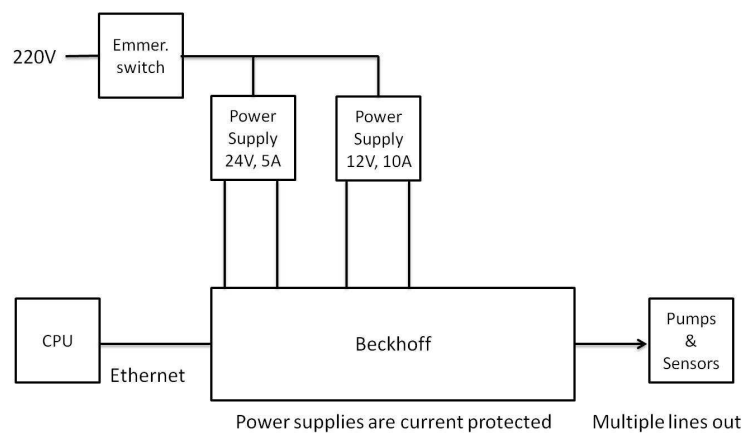 220V
Emmer.
switch
Power
Supply
24V, 5A
Power
Supply
12V, 10A
CPU
Ethernet
Beckhoff
Pumps
&
Sensors
Power supplies are current protected
Multiple lines out